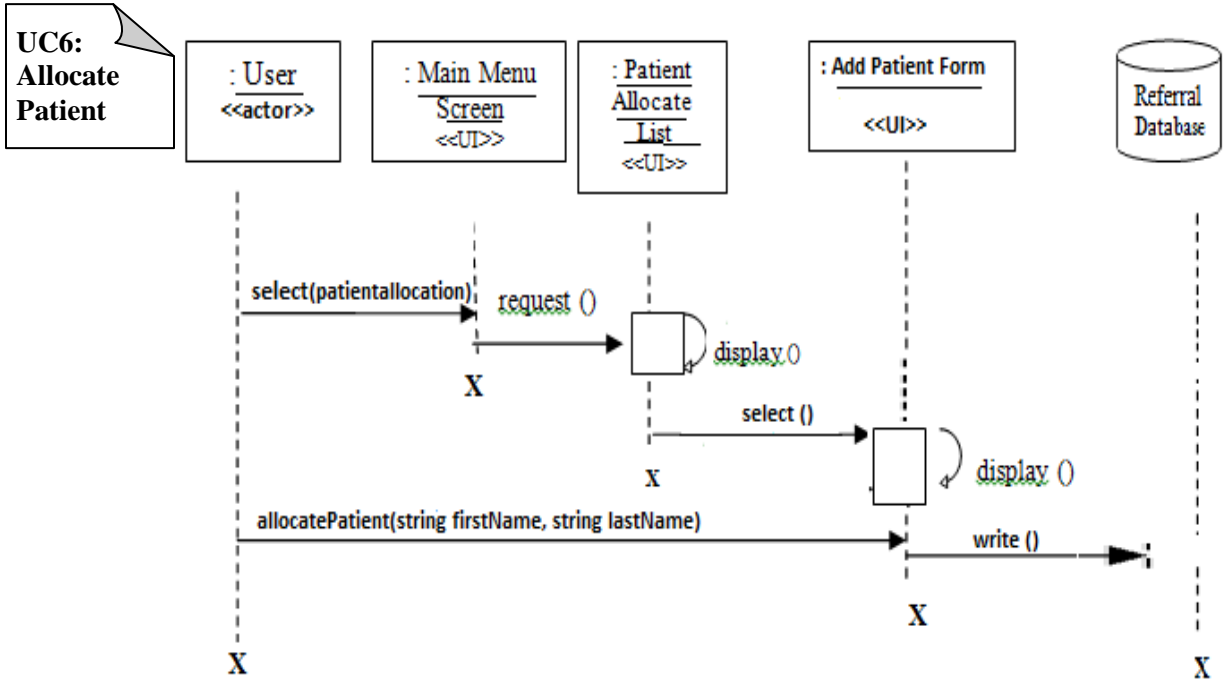 UC6:
Allocate
Patient
: User
<<actor>>
: Main Menu
Screen
<<UI>>
: Patient
Allocate
List
<<UI>>
: Add Patient Form
<<UI>>
Referral
Database
select(patientallocation)
request ()
display()
X
select ()
x
display ()
allocatePatient(string firstName, string lastName)
write ()
X
X
X